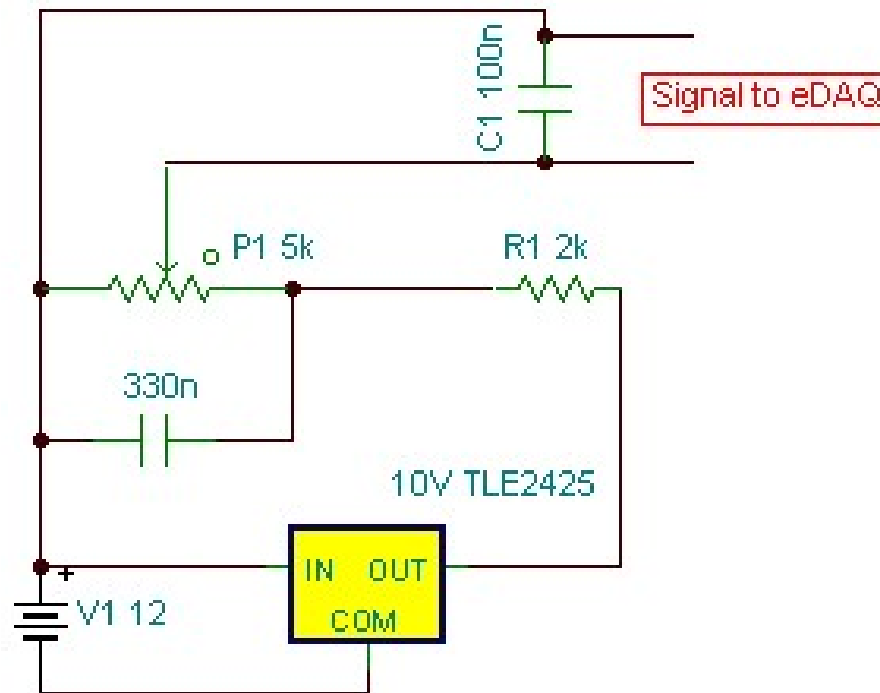 C1 100n
Signal to eDAQ
P1 5k
R1 2k
330n
10V TLE2425
IN OUT
COM
+
V1 12